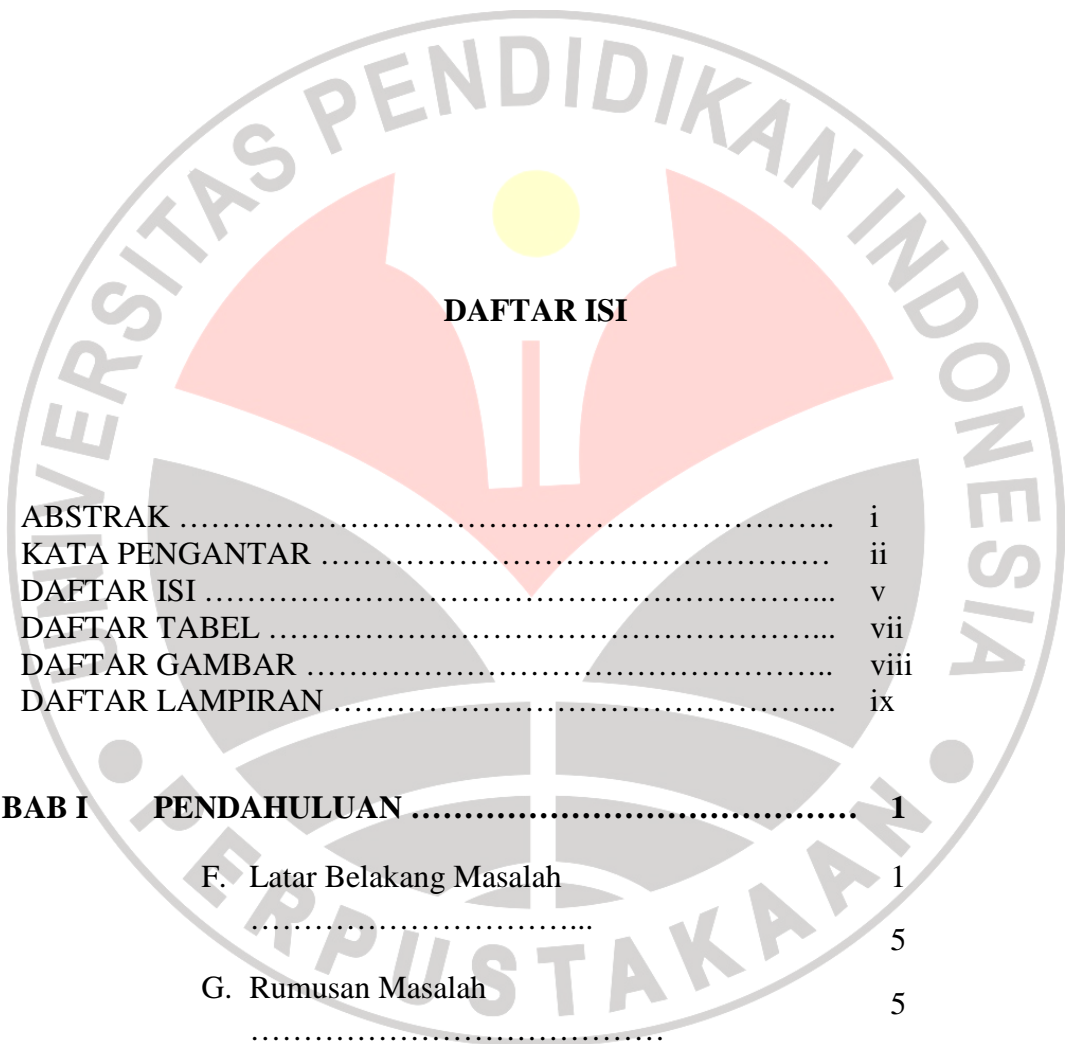 UNIVERSITAS PENDIDIKAN INDONESIA
PERPUSTAKAAN
DAFTAR ISI
ABSTRAK …………………………………………………….. i
KATA PENGANTAR ………………………………………… ii
DAFTAR ISI …………………………………………………... v
DAFTAR TABEL ……………………………………………... vii
DAFTAR GAMBAR ………………………………………….. viii
DAFTAR LAMPIRAN ………………………………………... ix
BAB I PENDAHULUAN …………………………………… 1
F. Latar Belakang Masalah 1
…………………………... 
5
G. Rumusan Masalah
5
…………………………………